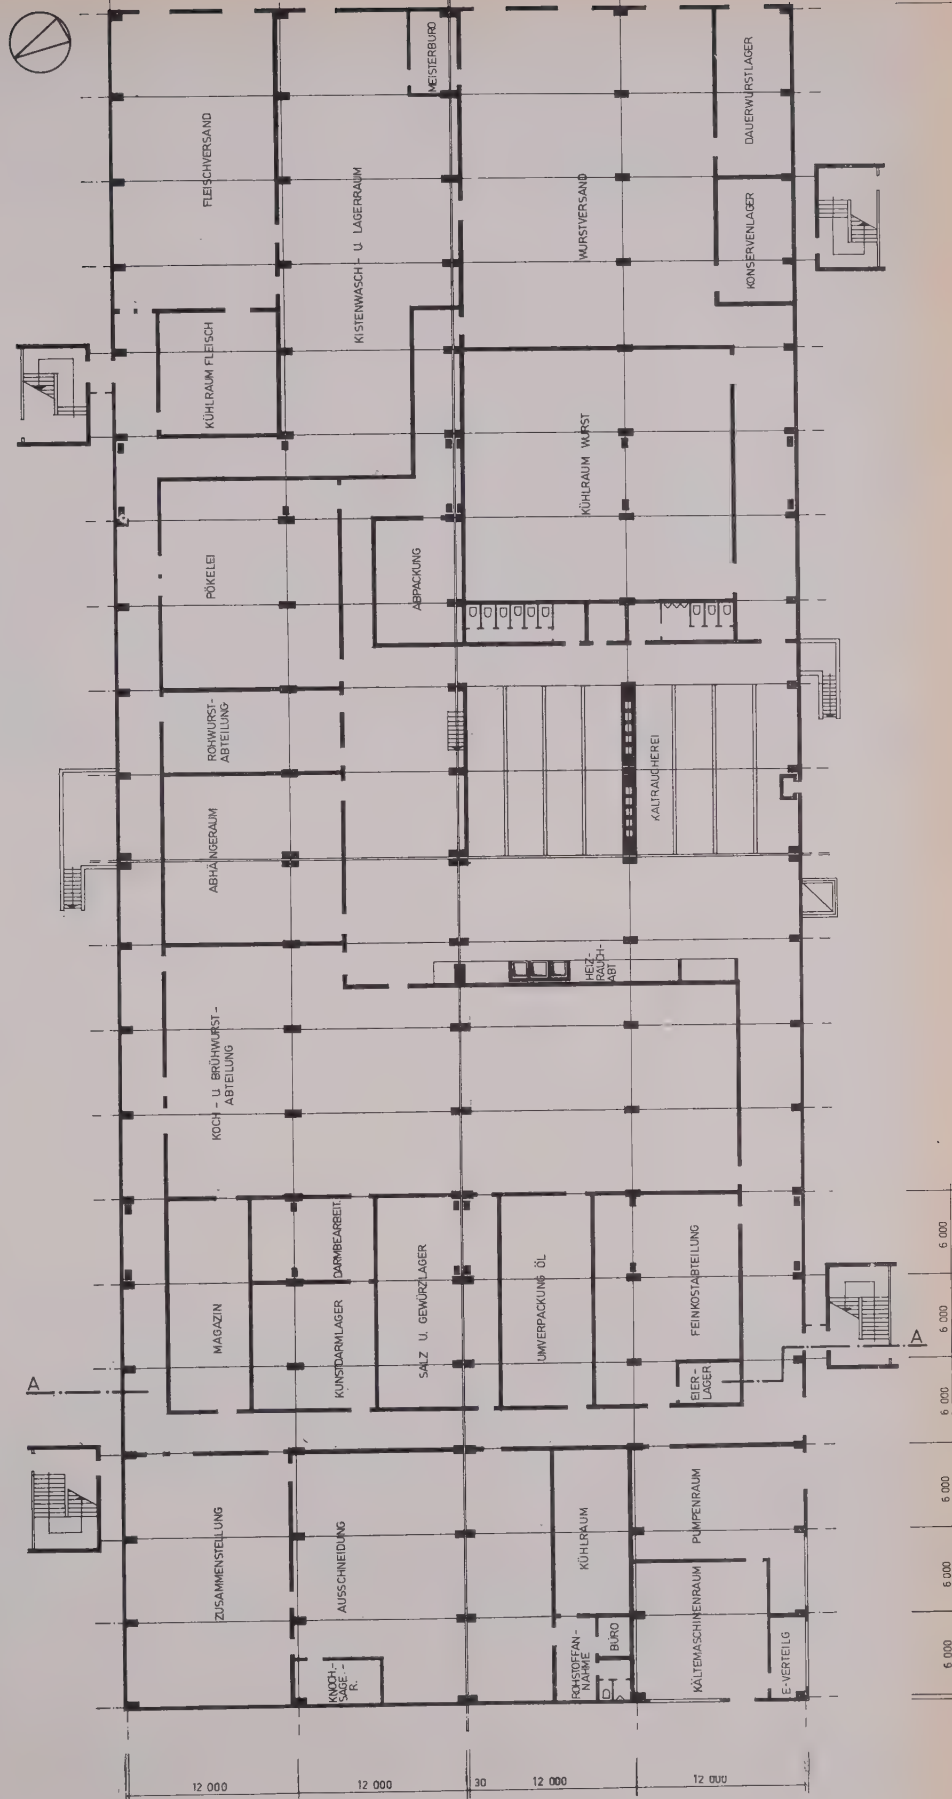 MEISTERBÜRO
DAUERWURSTLAGER
FLEISCHVERSAND
KISTENWASCH- U. LAGERRAUM
WURSTVERSAND
KONSERVENLAGER
KÜHLRAUM FLEISCH
KÜHLRAUM WURST
PÖKELEI
ABPACKUNG
ROHWURST-
ABTEILUNG
KALTRAUCHEREI
ABHÄNGERAUM
HEIZ-
RAUCH-
ABT
KOCH- U. BRÜHWURST-
ABTEILUNG
DARMBEARBEIT.
MAGAZIN
KUNSTDARMLAGER
SALZ U. GEWÜRZLAGER
UMVERPACKUNG ÖL
FEINKOSTABTEILUNG
EIER-
LAGER
A
A
ZUSAMMENSTELLUNG
AUSSCHNEIDUNG
KÜHLRAUM
PUMPENRAUM
KNOCH.-
SÄGE.-
R.
ROHSTOFFAN-
NAHME
BÜRO
KÄLTEMASCHINENRAUM
E-VERTEILG
6 000
6 000
6 000
6 000
6 000
6 000
12 000
12 000
30
12 000
12 000